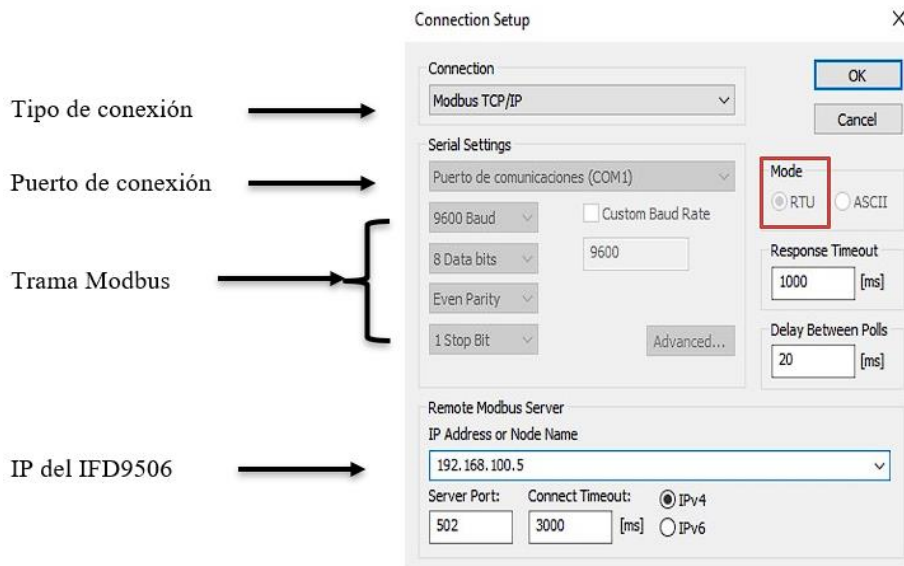 Connection Setup
Connection
OK
Tipo de conexión
Modbus TCP/IP
Cancel
Serial Settings
Puerto de conexión
Puerto de comunicaciones (COM1)
Mode
RTU ASCII
9600 Baud
Custom Baud Rate
Trama Modbus
8 Data bits
9600
Response Timeout
1000 [ms]
Even Parity
1 Stop Bit
Advanced...
Delay Between Polls
20 [ms]
Remote Modbus Server
IP Address or Node Name
IP del IFD9506
192.168.100.5
Server Port: Connect Timeout: IPv4
502 3000 [ms] IPv6